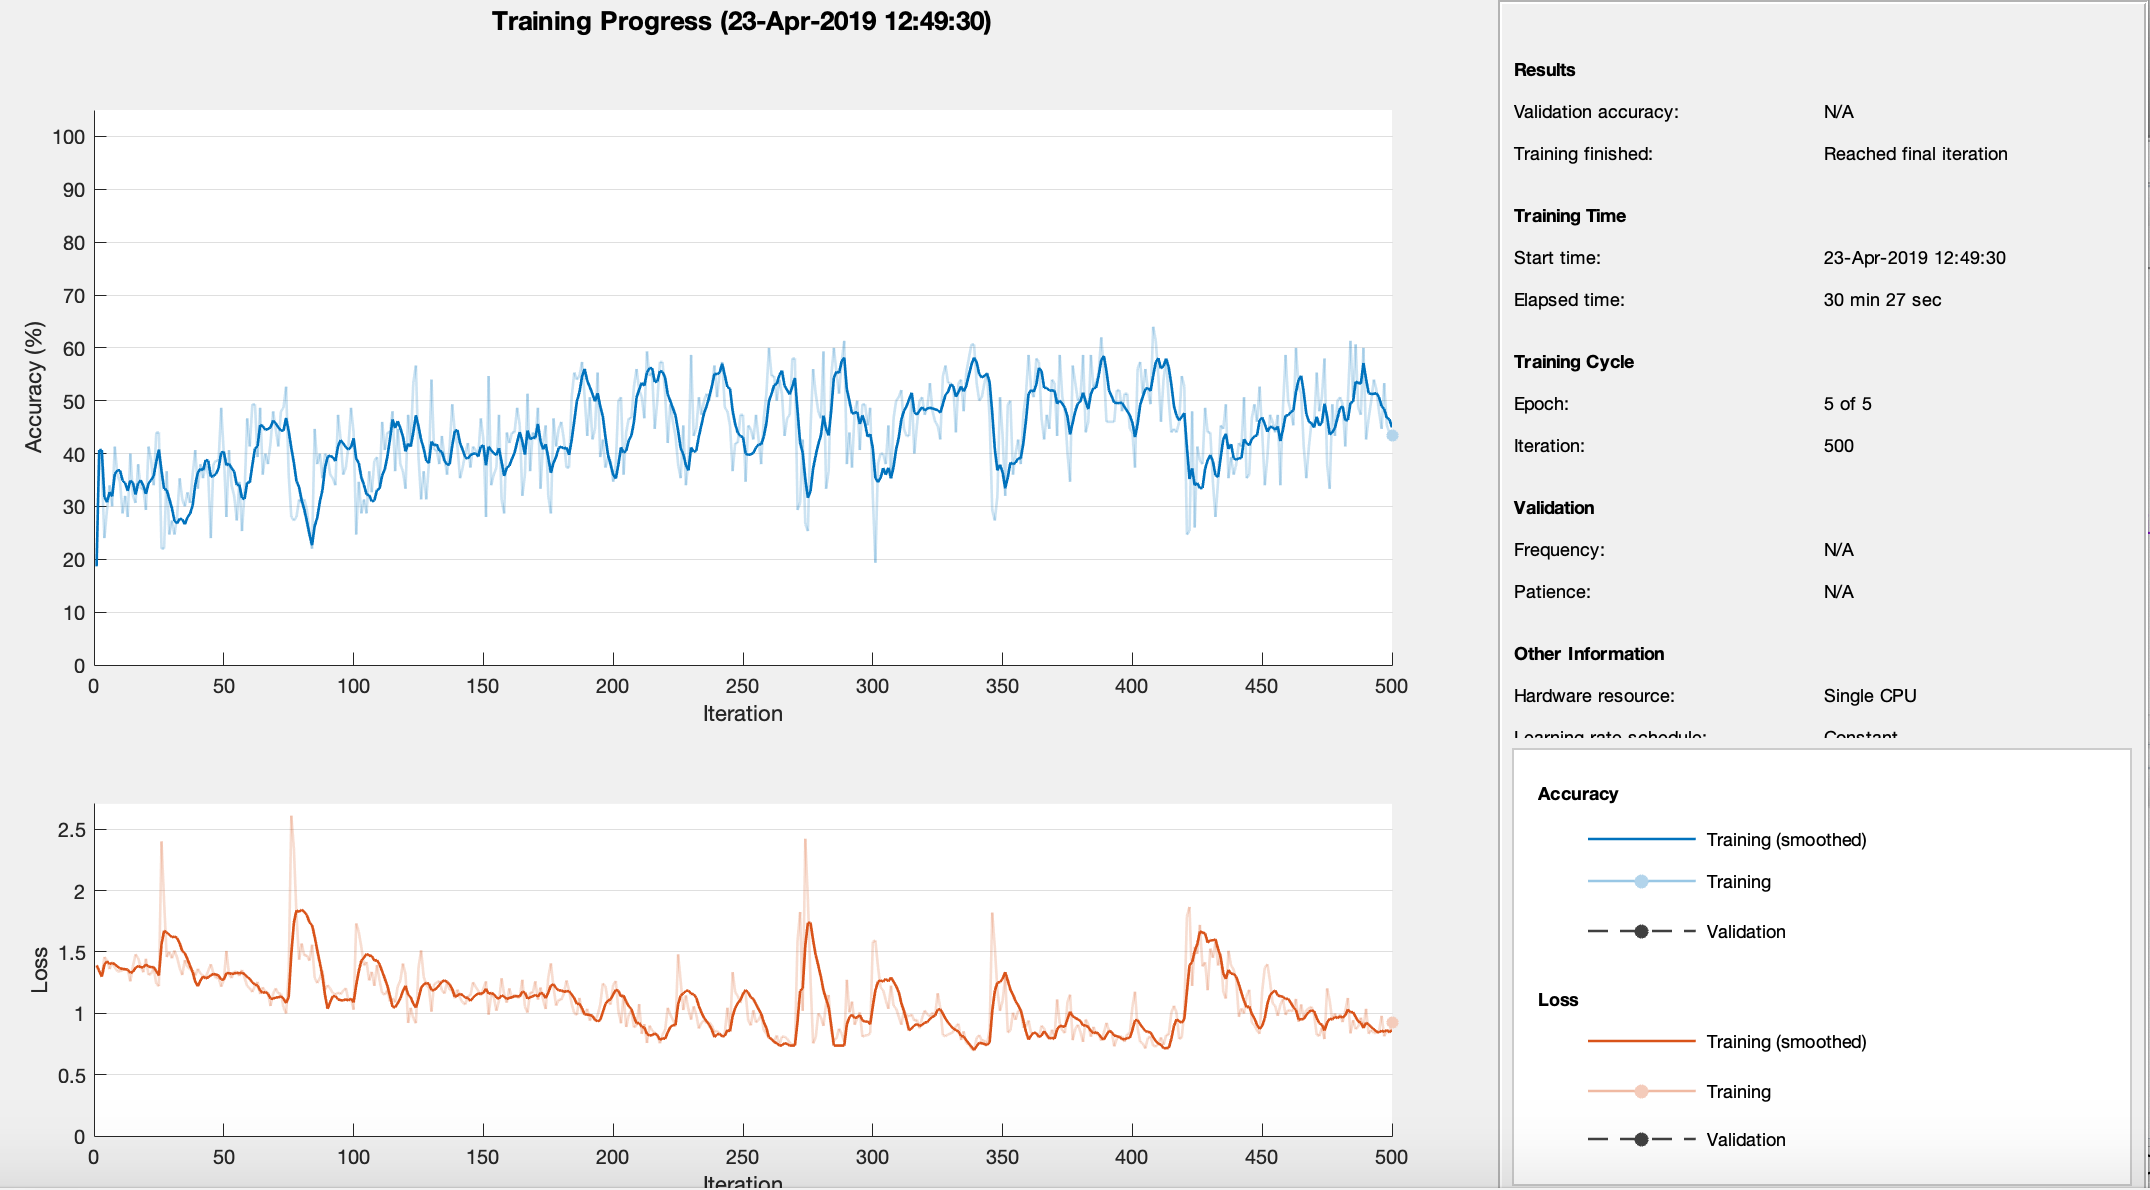 Training Progress (23-Apr-2019 12:49:30)
100
90
80
70
60
50
40
30
20
10
0
Accuracy (%)
0 50 100 150 200 250 300 350 400 450 500
Iteration
2.5
2
1.5
1
0.5
0
Loss
0 50 100 150 200 250 300 350 400 450 500
Iteration
Results
Validation accuracy: N/A
Training finished: Reached final iteration
Training Time
Start time: 23-Apr-2019 12:49:30
Elapsed time: 30 min 27 sec
Training Cycle
Epoch: 5 of 5
Iteration: 500
Validation
Frequency: N/A
Patience: N/A
Other Information
Hardware resource: Single CPU
Learning rate schedule: Constant
Accuracy
Training (smoothed)
Training
Validation
Loss
Training (smoothed)
Training
Validation